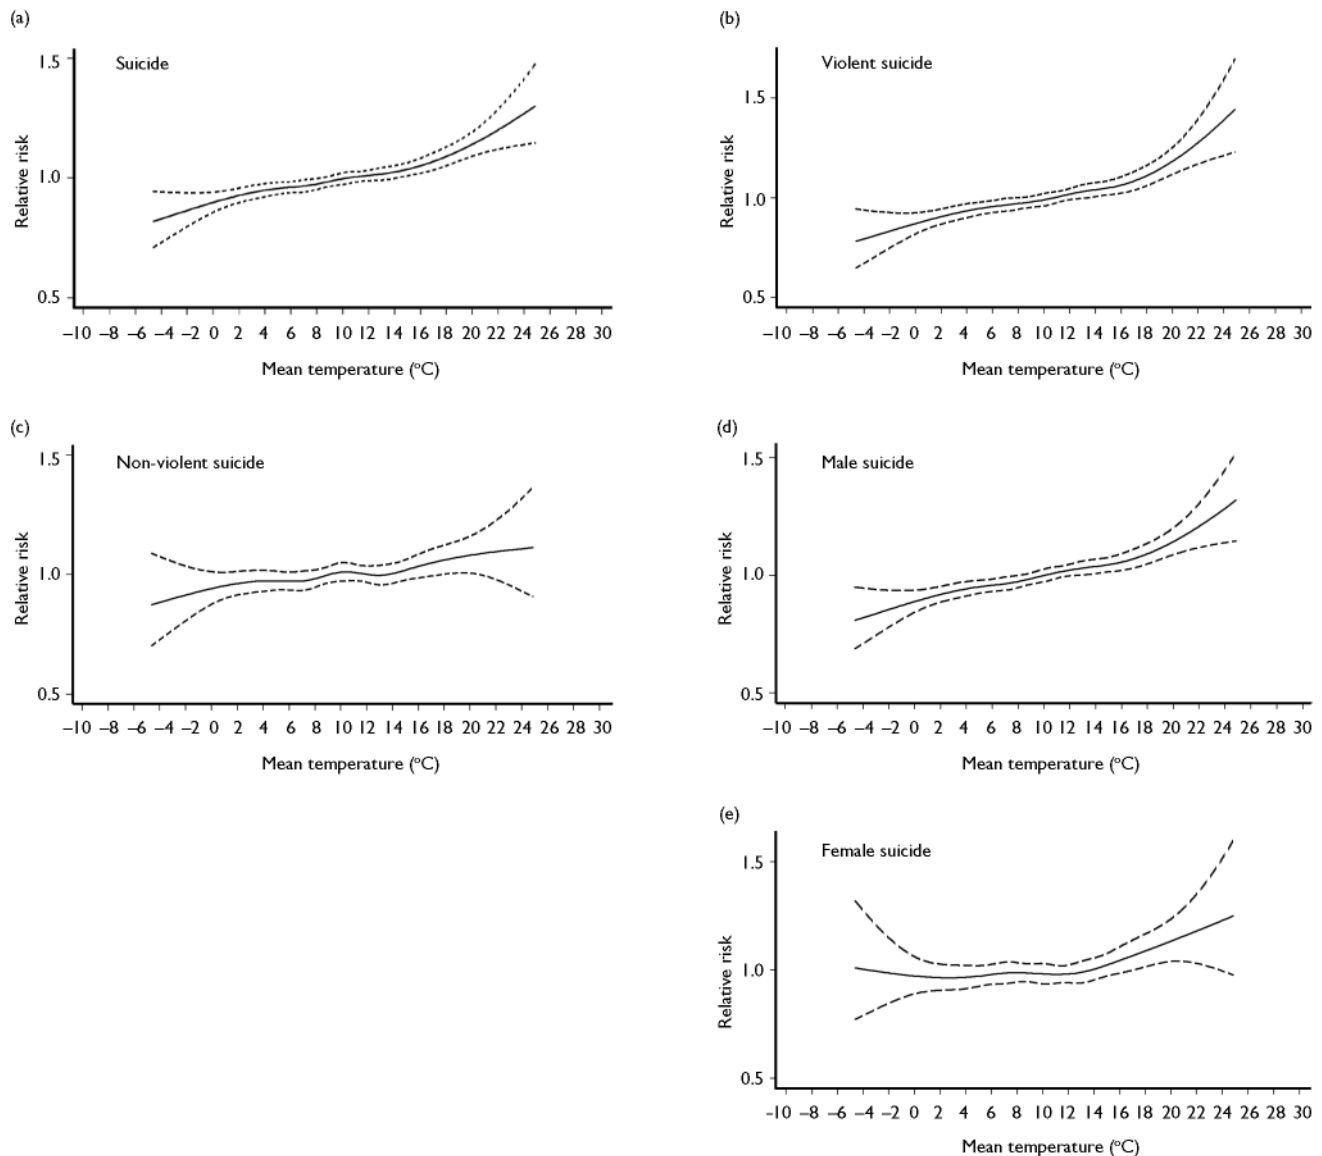 (a)
Suicide
1.5
1.0
0.5
Relative risk
–10 –8 –6 –4 –2 0 2 4 6 8 10 12 14 16 18 20 22 24 26 28 30
Mean temperature (°C)
(b)
Violent suicide
1.5
1.0
0.5
Relative risk
–10 –8 –6 –4 –2 0 2 4 6 8 10 12 14 16 18 20 22 24 26 28 30
Mean temperature (°C)
(c)
Non-violent suicide
1.5
1.0
0.5
Relative risk
–10 –8 –6 –4 –2 0 2 4 6 8 10 12 14 16 18 20 22 24 26 28 30
Mean temperature (°C)
(d)
Male suicide
1.5
1.0
0.5
Relative risk
–10 –8 –6 –4 –2 0 2 4 6 8 10 12 14 16 18 20 22 24 26 28 30
Mean temperature (°C)
(e)
Female suicide
1.5
1.0
0.5
Relative risk
-10 –8 –6 –4 –2 0 2 4 6 8 10 12 14 16 18 20 22 24 26 28 30
Mean temperature (°C)